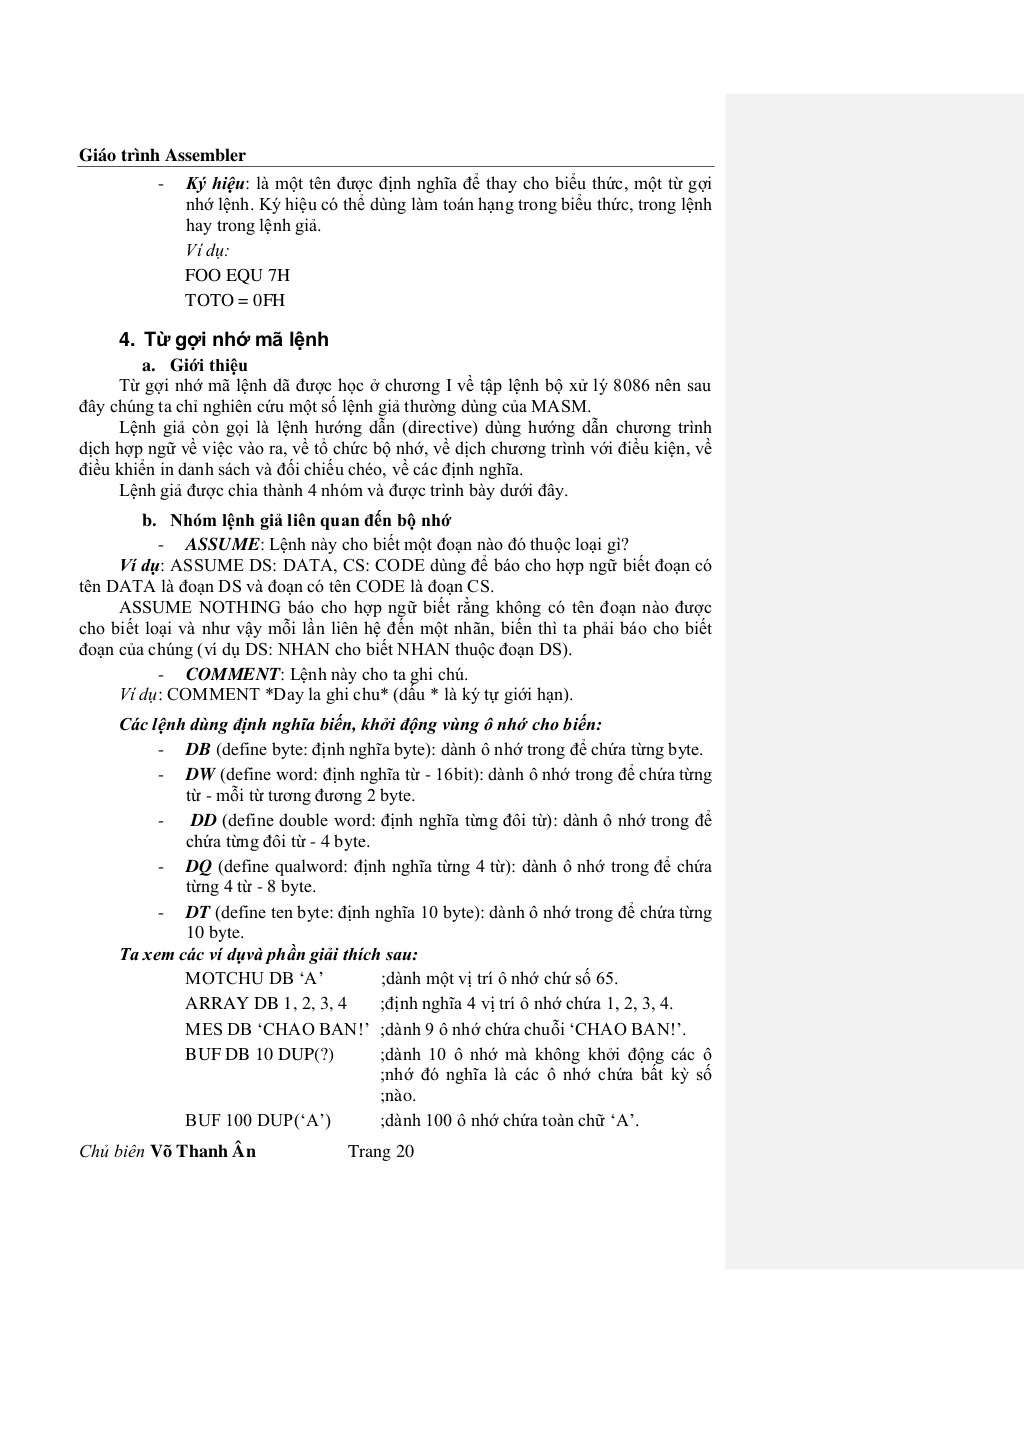 Giáo trình Assembler
- Ký hiệu: là một tên được định nghĩa để thay cho biểu thức, một từ gợi
nhớ lệnh. Ký hiệu có thể dùng làm toán hạng trong biểu thức, trong lệnh
hay trong lệnh giả.
Ví dụ:
FOO EQU 7H
TOTO = 0FH
4. Từ gợi nhớ mã lệnh
a. Giới thiệu
Từ gợi nhớ mã lệnh dã được học ở chương I về tập lệnh bộ xử lý 8086 nên sau
đây chúng ta chỉ nghiên cứu một số lệnh giả thường dùng của MASM.
Lệnh giả còn gọi là lệnh hướng dẫn (directive) dùng hướng dẫn chương trình
dịch hợp ngữ về việc vào ra, về tổ chức bộ nhớ, về dịch chương trình với điều kiện, về
điều khiển in danh sách và đối chiếu chéo, về các định nghĩa.
Lệnh giả được chia thành 4 nhóm và được trình bày dưới đây.
b. Nhóm lệnh giả liên quan đến bộ nhớ
- ASSUME: Lệnh này cho biết một đoạn nào đó thuộc loại gì?
Ví dụ: ASSUME DS: DATA, CS: CODE dùng để báo cho hợp ngữ biết đoạn có
tên DATA là đoạn DS và đoạn có tên CODE là đoạn CS.
ASSUME NOTHING báo cho hợp ngữ biết rằng không có tên đoạn nào được
cho biết loại và như vậy mỗi lần liên hệ đến một nhãn, biến thì ta phải báo cho biết
đoạn của chúng (ví dụ DS: NHAN cho biết NHAN thuộc đoạn DS).
- COMMENT: Lệnh này cho ta ghi chú.
Ví dụ: COMMENT *Day la ghi chu* (dấu * là ký tự giới hạn).
Các lệnh dùng định nghĩa biến, khởi động vùng ô nhớ cho biến:
- DB (define byte: định nghĩa byte): dành ô nhớ trong để chứa từng byte.
- DW (define word: định nghĩa từ - 16bit): dành ô nhớ trong để chứa từng
từ - mỗi từ tương đương 2 byte.
- DD (define double word: định nghĩa từng đôi từ): dành ô nhớ trong để
chứa từng đôi từ - 4 byte.
- DQ (define qualword: định nghĩa từng 4 từ): dành ô nhớ trong để chứa
từng 4 từ - 8 byte.
- DT (define ten byte: định nghĩa 10 byte): dành ô nhớ trong để chứa từng
10 byte.
Ta xem các ví dụvà phần giải thích sau:
MOTCHU DB ‘A’ ;dành một vị trí ô nhớ chứ số 65.
ARRAY DB 1, 2, 3, 4 ;định nghĩa 4 vị trí ô nhớ chứa 1, 2, 3, 4.
MES DB ‘CHAO BAN!’ ;dành 9 ô nhớ chứa chuỗi ‘CHAO BAN!’.
BUF DB 10 DUP(?) ;dành 10 ô nhớ mà không khởi động các ô
;nhớ đó nghĩa là các ô nhớ chứa bất kỳ số
;nào.
BUF 100 DUP(‘A’) ;dành 100 ô nhớ chứa toàn chữ ‘A’.
Chủ biên Võ Thanh Ân Trang 20